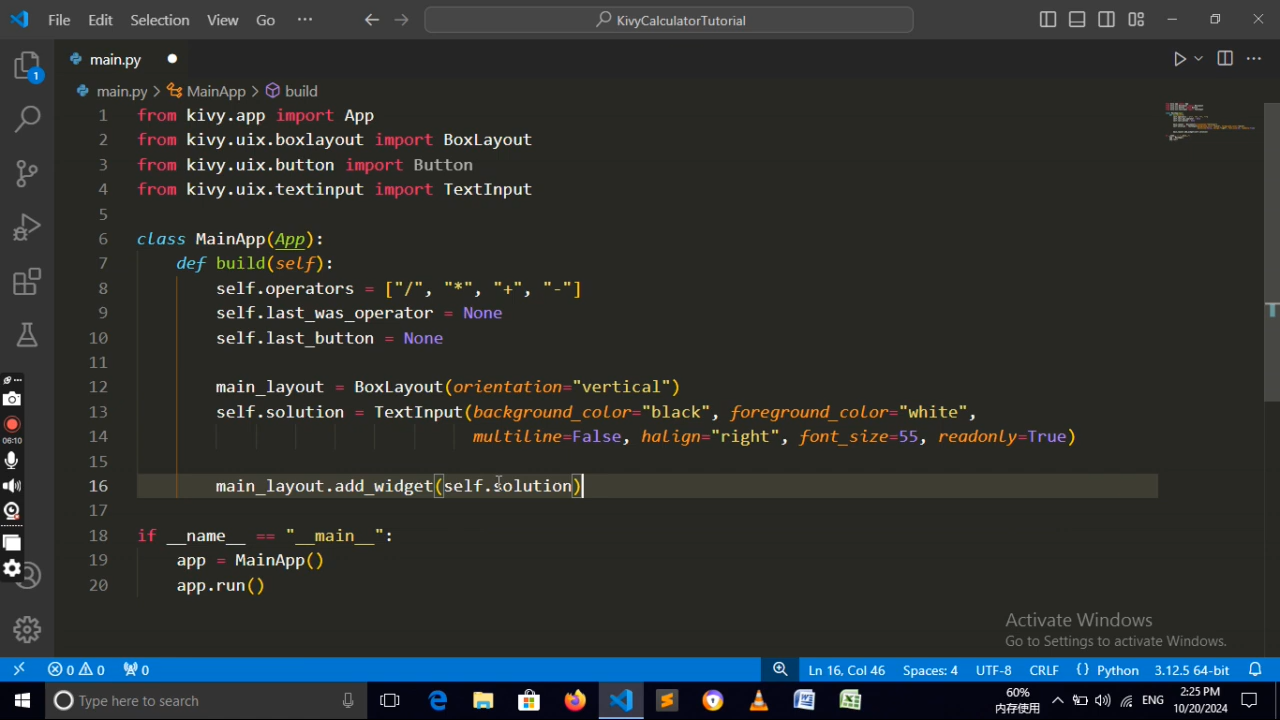 File Edit Selection View Go ··· KivyCalculatorTutorial
main.py
main.py > MainApp > build
1 from kivy.app import App
2 from kivy.uix.boxlayout import BoxLayout
3 from kivy.uix.button import Button
4 from kivy.uix.textinput import TextInput
5
6 class MainApp(App):
7 def build(self):
8 self.operators = ["/", "*", "+", "-"]
9 self.last_was_operator = None
10 self.last_button = None
11
12 main_layout = BoxLayout(orientation="vertical")
13 self.solution = TextInput(background_color="black", foreground_color="white",
14 multiline=False, halign="right", font_size=55, readonly=True)
15
16 main_layout.add_widget(self.solution)
17
18 if __name__ == "__main__":
19 app = MainApp()
20 app.run()
1
06:10
Activate Windows
Go to Settings to activate Windows.
0 0 0 Ln 16, Col 46 Spaces: 4 UTF-8 CRLF {} Python 3.12.5 64-bit
Type here to search 60% ENG 2:25 PM
内存使用 10/20/2024